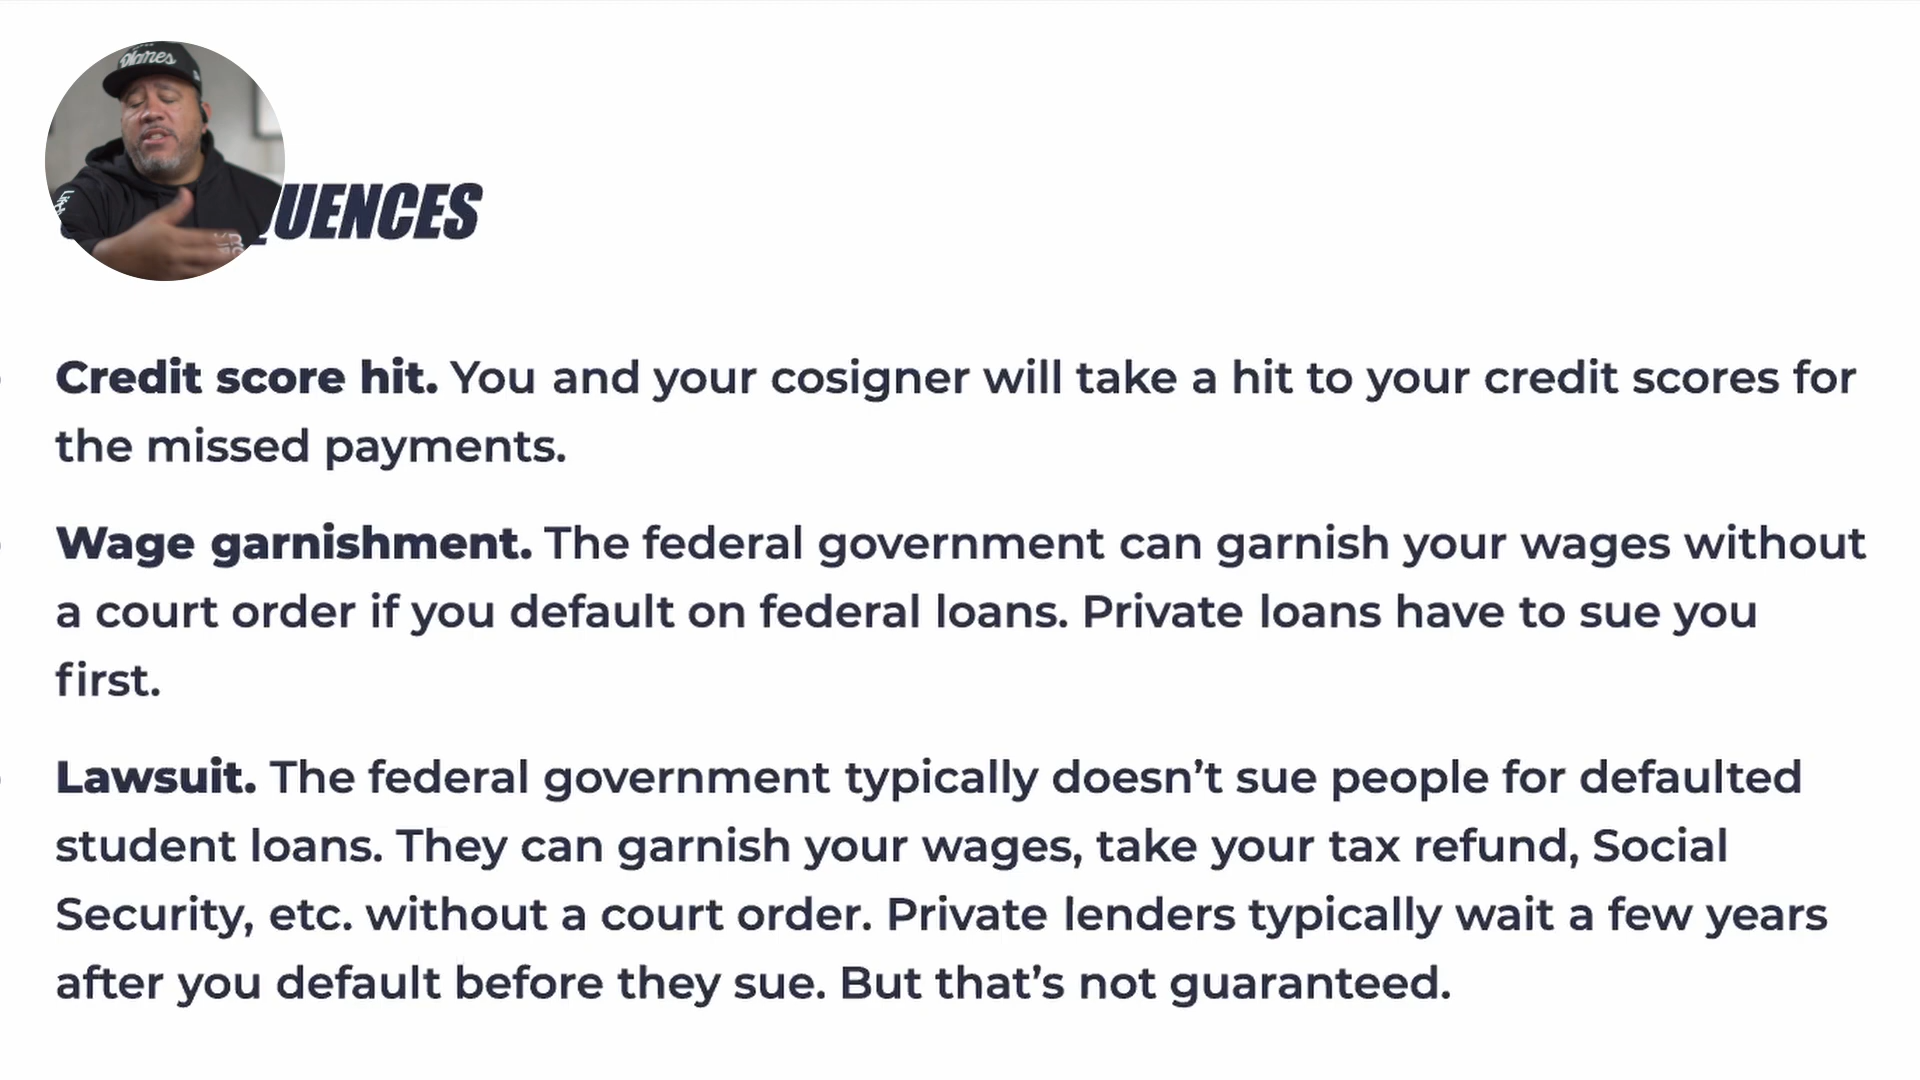 UENCES
Credit score hit. You and your cosigner will take a hit to your credit scores for
the missed payments.
Wage garnishment. The federal government can garnish your wages without
a court order if you default on federal loans. Private loans have to sue you
first.
Lawsuit. The federal government typically doesn’t sue people for defaulted
student loans. They can garnish your wages, take your tax refund, Social
Security, etc. without a court order. Private lenders typically wait a few years
after you default before they sue. But that’s not guaranteed.